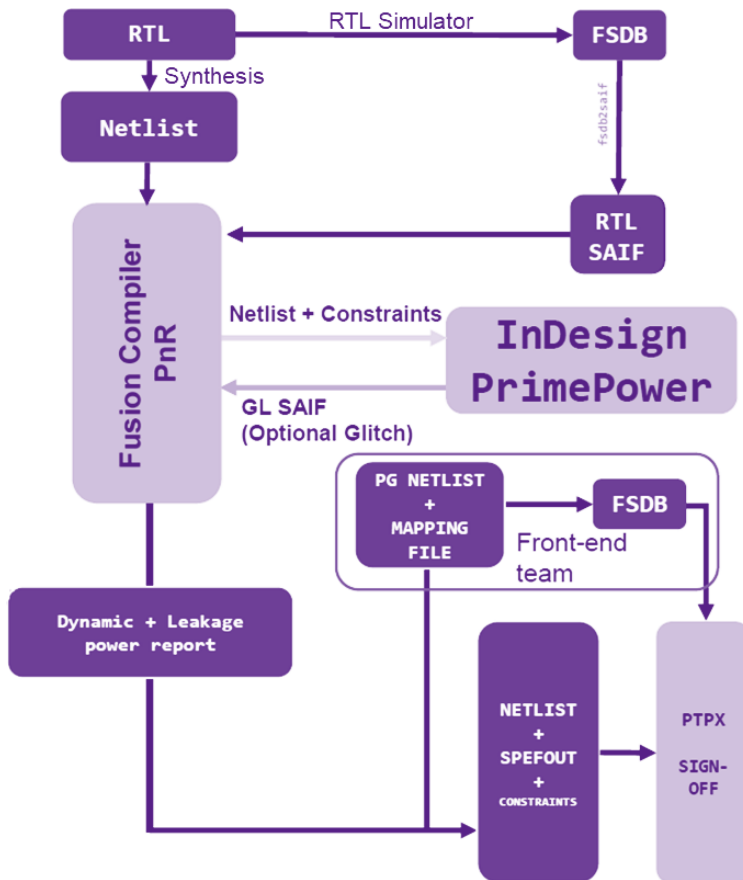 RTL
RTL Simulator
FSDB
Synthesis
fsdb2saif
Netlist
RTL
SAIF
Fusion Compiler
PnR
Netlist + Constraints
InDesign
PrimePower
GL SAIF
(Optional Glitch)
PG NETLIST
+
MAPPING
FILE
FSDB
Front-end
team
Dynamic + Leakage
power report
NETLIST
+
SPEFOUT
+
CONSTRAINTS
PTPX
SIGN-
OFF